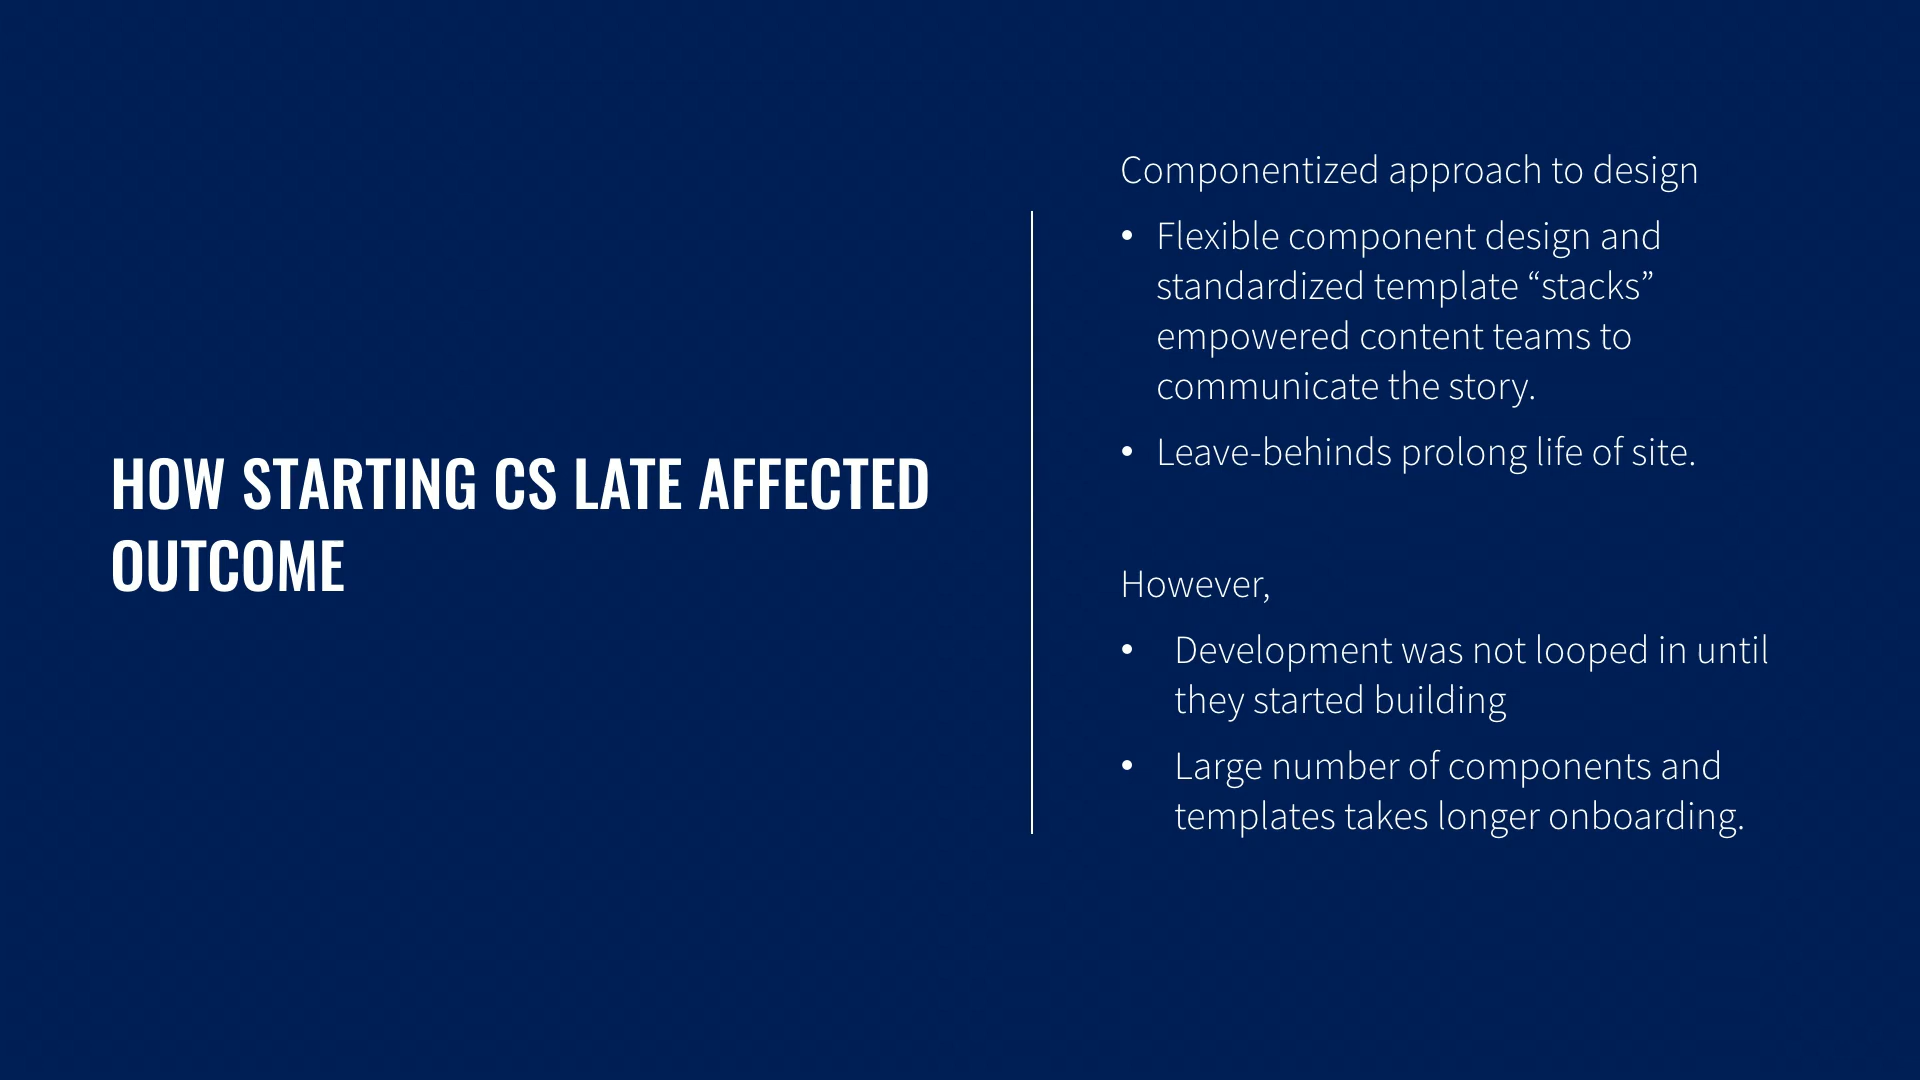 HOW STARTING CS LATE AFFECTED
OUTCOME
Componentized approach to design
• Flexible component design and
standardized template “stacks”
empowered content teams to
communicate the story.
• Leave-behinds prolong life of site.
However,
• Development was not looped in until
they started building
• Large number of components and
templates takes longer onboarding.